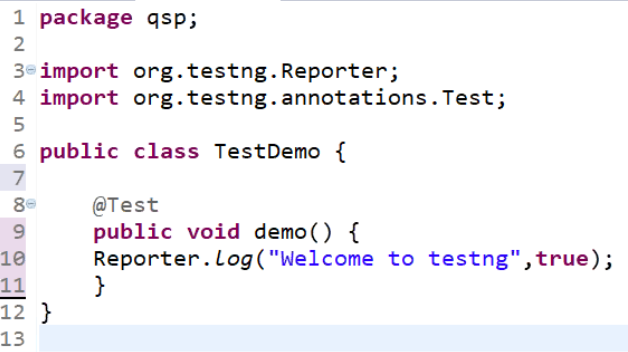 1 package qsp;
2
3 import org.testng.Reporter;
4 import org.testng.annotations.Test;
5
6 public class TestDemo {
7
8     @Test
9     public void demo() {
10     Reporter.log("Welcome to testng",true);
11     }
12 }
13